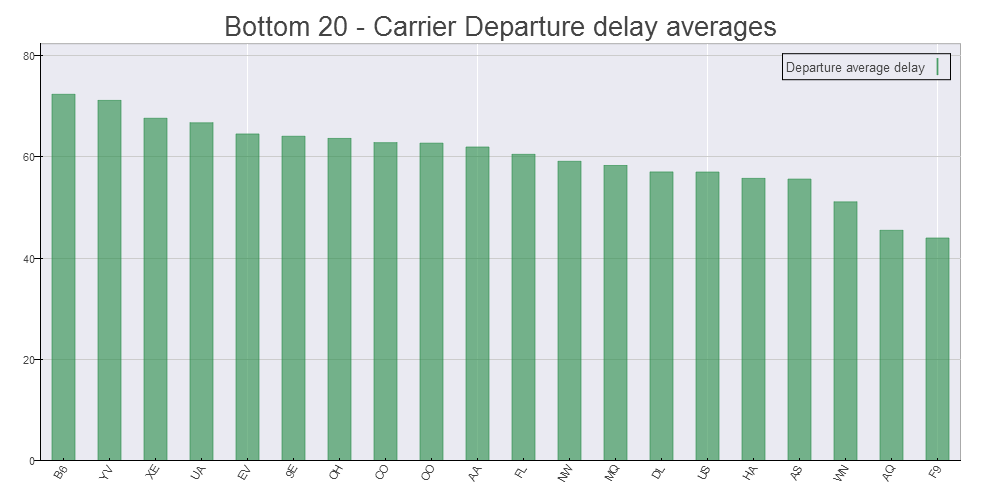 Bottom 20 - Carrier Departure delay averages
Departure average delay
80
60
40
20
0
B6 YV XE UA EV 9E OH CO OO AA FL NW MQ DL US HA AS WN AQ F9